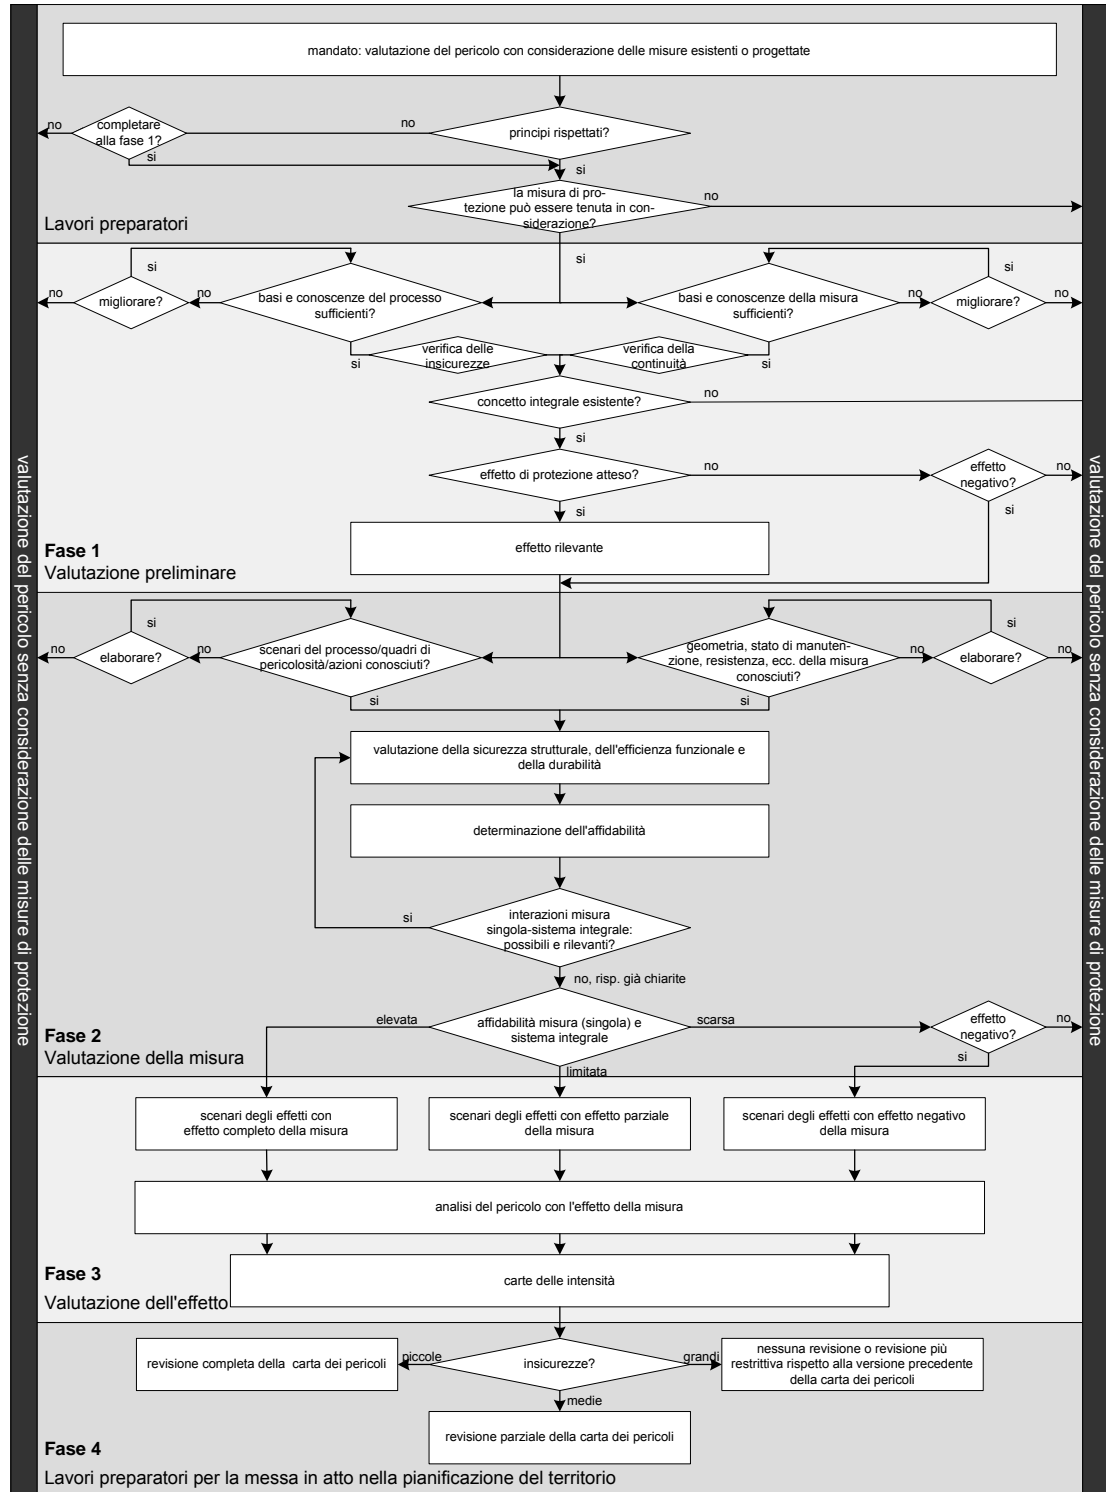 mandato: valutazione del pericolo con considerazione delle misure esistenti o progettate
no
completare
alla fase 1?
no
principi rispettati?
si
si
la misura di pro-
tezione può essere tenuta in con-
siderazione?
no
Lavori preparatori
si
si
si
no
migliorare?
no
basi e conoscenze del processo
sufficienti?
basi e conoscenze della misura
sufficienti?
no
migliorare?
no
si
verifica delle
insicurezze
verifica della
continuità
si
concetto integrale esistente?
no
si
effetto di protezione atteso?
no
effetto
negativo?
no
si
si
effetto rilevante
Fase 1
Valutazione preliminare
si
si
no
elaborare?
no
scenari del processo/quadri di
pericolosità/azioni conosciuti?
geometria, stato di manuten-
zione, resistenza, ecc. della misura
conosciuti?
no
elaborare?
no
si
si
valutazione della sicurezza strutturale, dell'efficienza funzionale e
della durabilità
determinazione dell'affidabilità
si
interazioni misura
singola-sistema integrale:
possibili e rilevanti?
no, risp. già chiarite
elevata
affidabilità misura (singola) e
sistema integrale
scarsa
effetto
negativo?
no
si
limitata
Fase 2
Valutazione della misura
scenari degli effetti con
effetto completo della misura
scenari degli effetti con effetto parziale
della misura
scenari degli effetti con effetto negativo
della misura
analisi del pericolo con l'effetto della misura
carte delle intensità
Fase 3
Valutazione dell'effetto
revisione completa della carta dei pericoli
piccole
insicurezze?
grandi
nessuna revisione o revisione più
restrittiva rispetto alla versione precedente
della carta dei pericoli
medie
revisione parziale della carta dei pericoli
Fase 4
Lavori preparatori per la messa in atto nella pianificazione del territorio
valutazione del pericolo senza considerazione delle misure di protezione
valutazione del pericolo senza considerazione delle misure di protezione